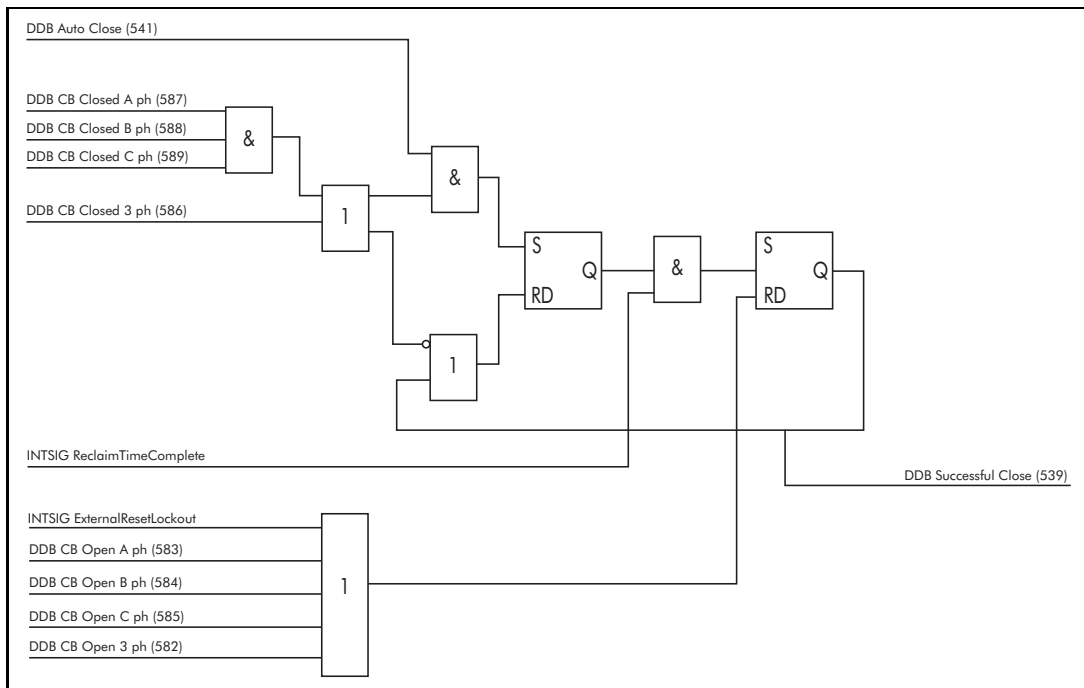 DDB Auto Close (541)
DDB CB Closed A ph (587)
DDB CB Closed B ph (588)
DDB CB Closed C ph (589)
&
&
DDB CB Closed 3 ph (586)
1
S
Q
RD
&
S
Q
RD
1
INTSIG ReclaimTimeComplete
DDB Successful Close (539)
INTSIG ExternalResetLockout
DDB CB Open A ph (583)
DDB CB Open B ph (584)
1
DDB CB Open C ph (585)
DDB CB Open 3 ph (582)